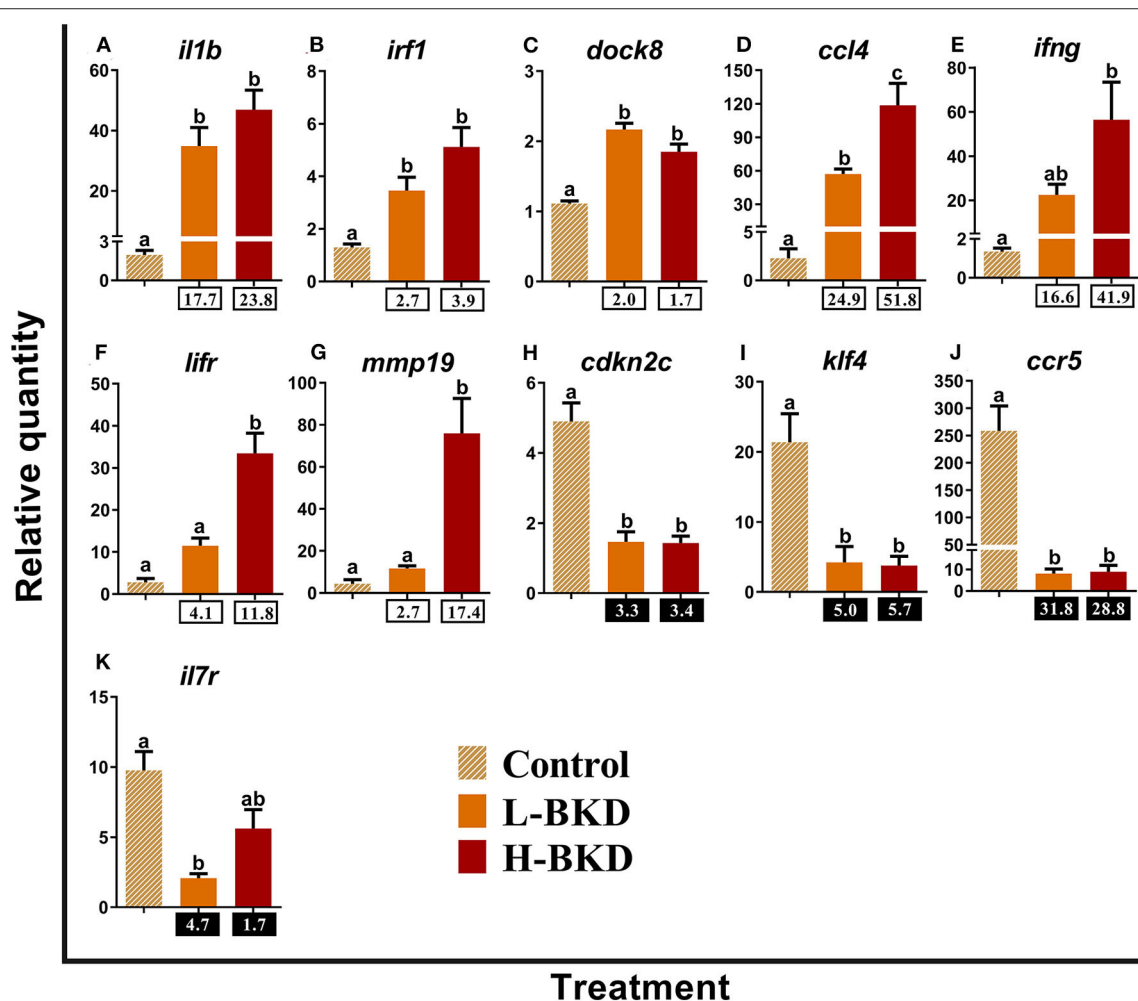 Relative quantity
A il1b
60
40
20
3
0
a b b
17.7 23.8
B irf1
8
6
4
2
0
a b b
2.7 3.9
C dock8
3
2
1
0
a b b
2.0 1.7
D ccl4
150
120
90
60
30
5
0
a b c
24.9 51.8
E ifng
80
60
40
20
2
0
a ab b
16.6 41.9
F lifr
50
40
30
20
10
0
a a b
4.1 11.8
G mmp19
100
80
60
40
20
0
a a b
2.7 17.4
H cdkn2c
6
4
2
0
a b b
3.3 3.4
I klf4
30
20
10
0
a b b
5.0 5.7
J ccr5
350
300
250
200
150
100
50
10
0
a b b
31.8 28.8
K il7r
15
10
5
0
a b ab
4.7 1.7
Control
L-BKD
H-BKD
Treatment